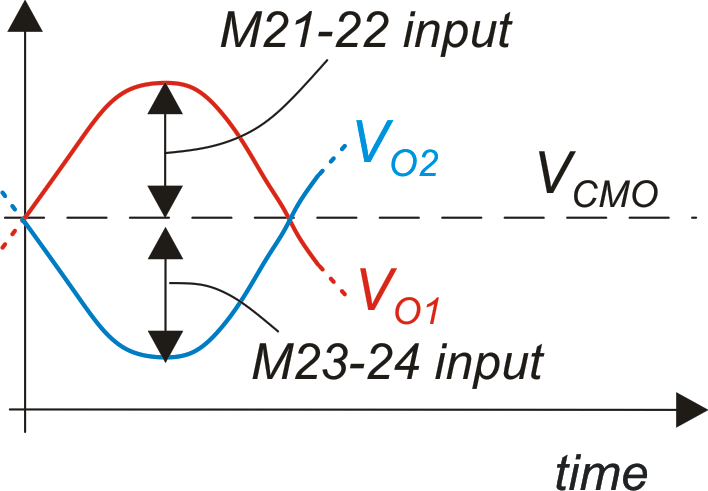 M21-22 input
VO2
VCMO
VO1
M23-24 input
time